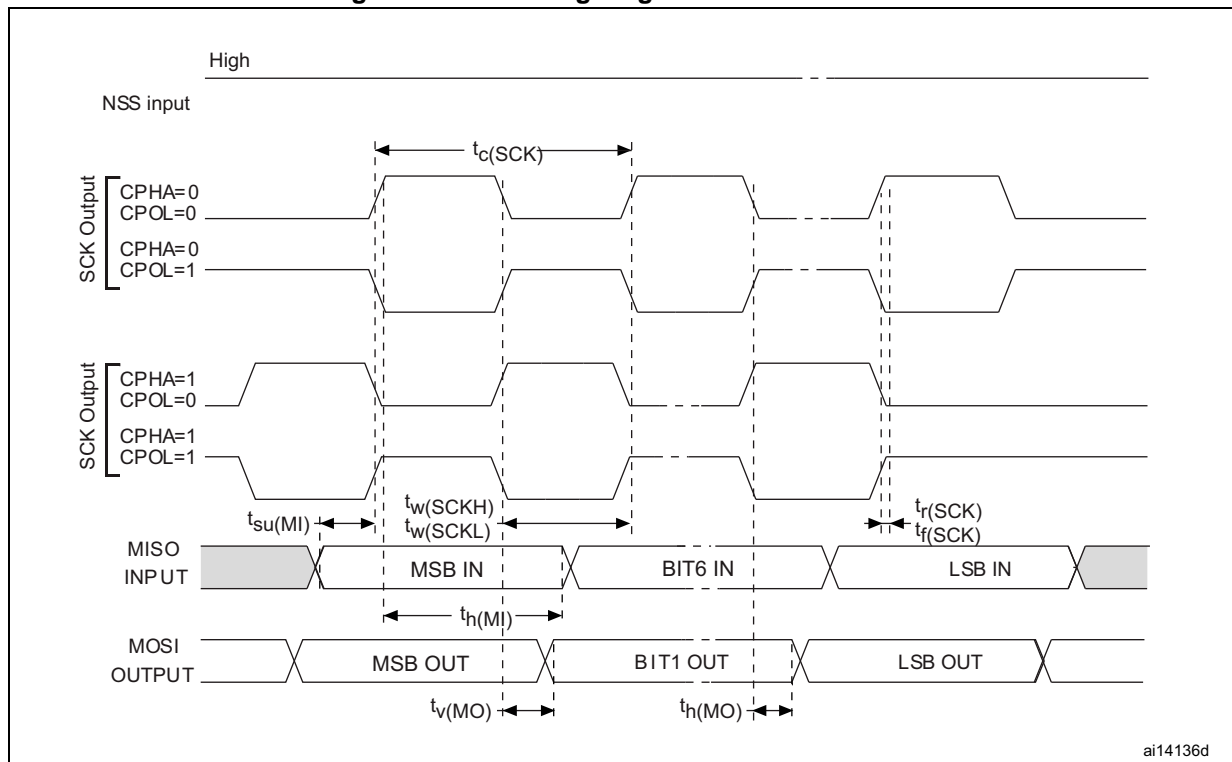 High
NSS input
tc(SCK)
SCK Output
CPHA=0
CPOL=0
CPHA=0
CPOL=1
SCK Output
CPHA=1
CPOL=0
CPHA=1
CPOL=1
tsu(MI)
tw(SCKH)
tw(SCKL)
tr(SCK)
tf(SCK)
MISO
INPUT
MSB IN
BIT6 IN
LSB IN
th(MI)
MOSI
OUTPUT
MSB OUT
BIT1 OUT
LSB OUT
tv(MO)
th(MO)
ai14136d